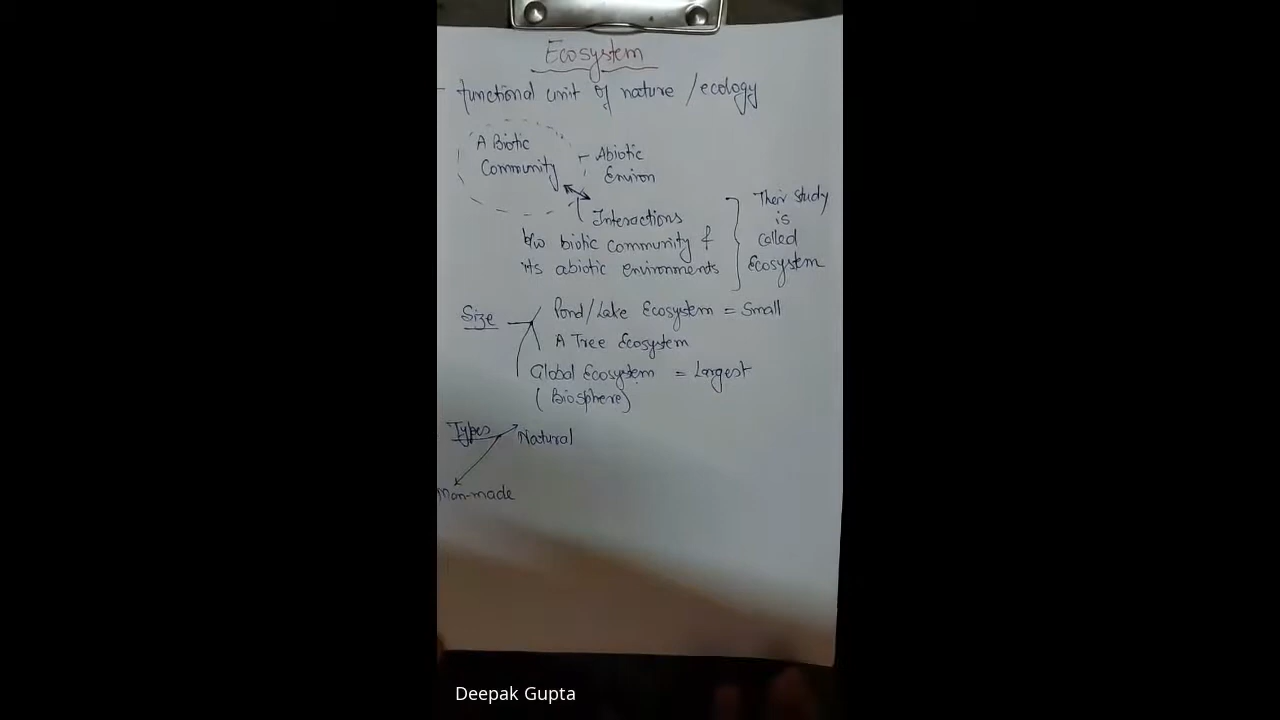 Ecosystem
- functional unit of nature / ecology
A Biotic
Community
Abiotic
Environ
Interactions
b/w biotic community &
its abiotic environments
Their study
is
called
Ecosystem
Size
Pond/Lake Ecosystem = Small
A Tree Ecosystem
Global Ecosystem = Largest
(Biosphere)
Types
Natural
Man-made
Deepak Gupta